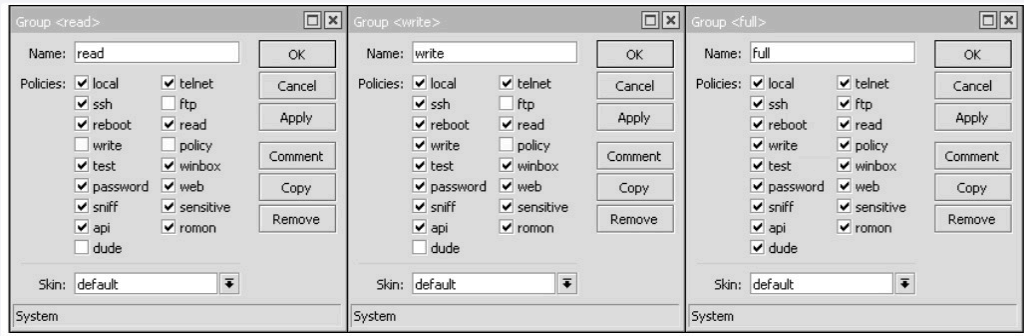 Group <read>
Name: read
OK
Policies: local telnet
Cancel
ssh ftp
reboot read
Apply
write policy
Comment
test winbox
password web
Copy
sniff sensitive
Remove
api romon
dude
Skin: default
System
Group <write>
Name: write
OK
Policies: local telnet
Cancel
ssh ftp
reboot read
Apply
write policy
Comment
test winbox
password web
Copy
sniff sensitive
Remove
api romon
dude
Skin: default
System
Group <full>
Name: full
OK
Policies: local telnet
Cancel
ssh ftp
reboot read
Apply
write policy
Comment
test winbox
password web
Copy
sniff sensitive
Remove
api romon
dude
Skin: default
System